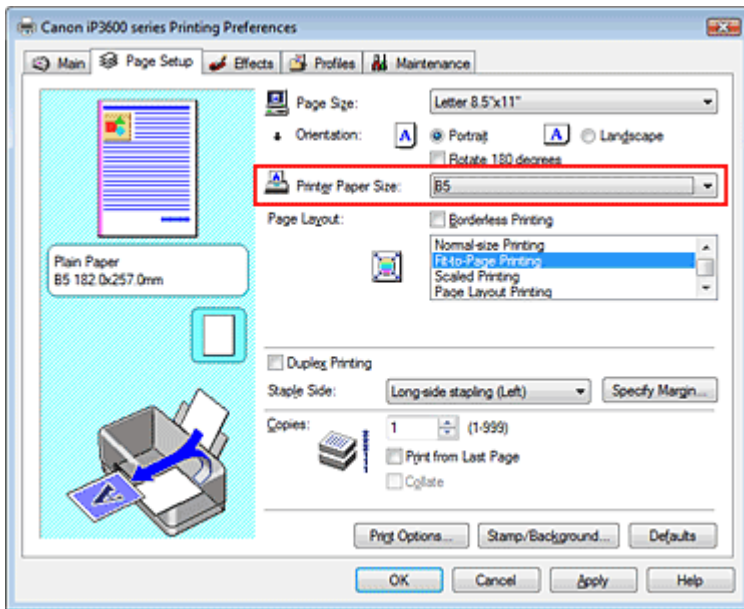 Canon iP3600 series Printing Preferences
Main Page Setup Effects Profiles Maintenance
Page Size: Letter 8.5"x11"
Orientation: A Portrait A Landscape
Rotate 180 degrees
Printer Paper Size: B5
Page Layout: Borderless Printing
Normal-size Printing
Fit-to-Page Printing
Scaled Printing
Page Layout Printing
Plain Paper
B5 182.0x257.0mm
Duplex Printing
Staple Side: Long-side stapling (Left) Specify Margin...
Copies: 1 (1-999)
Print from Last Page
Collate
Print Options... Stamp/Background... Defaults
OK Cancel Apply Help